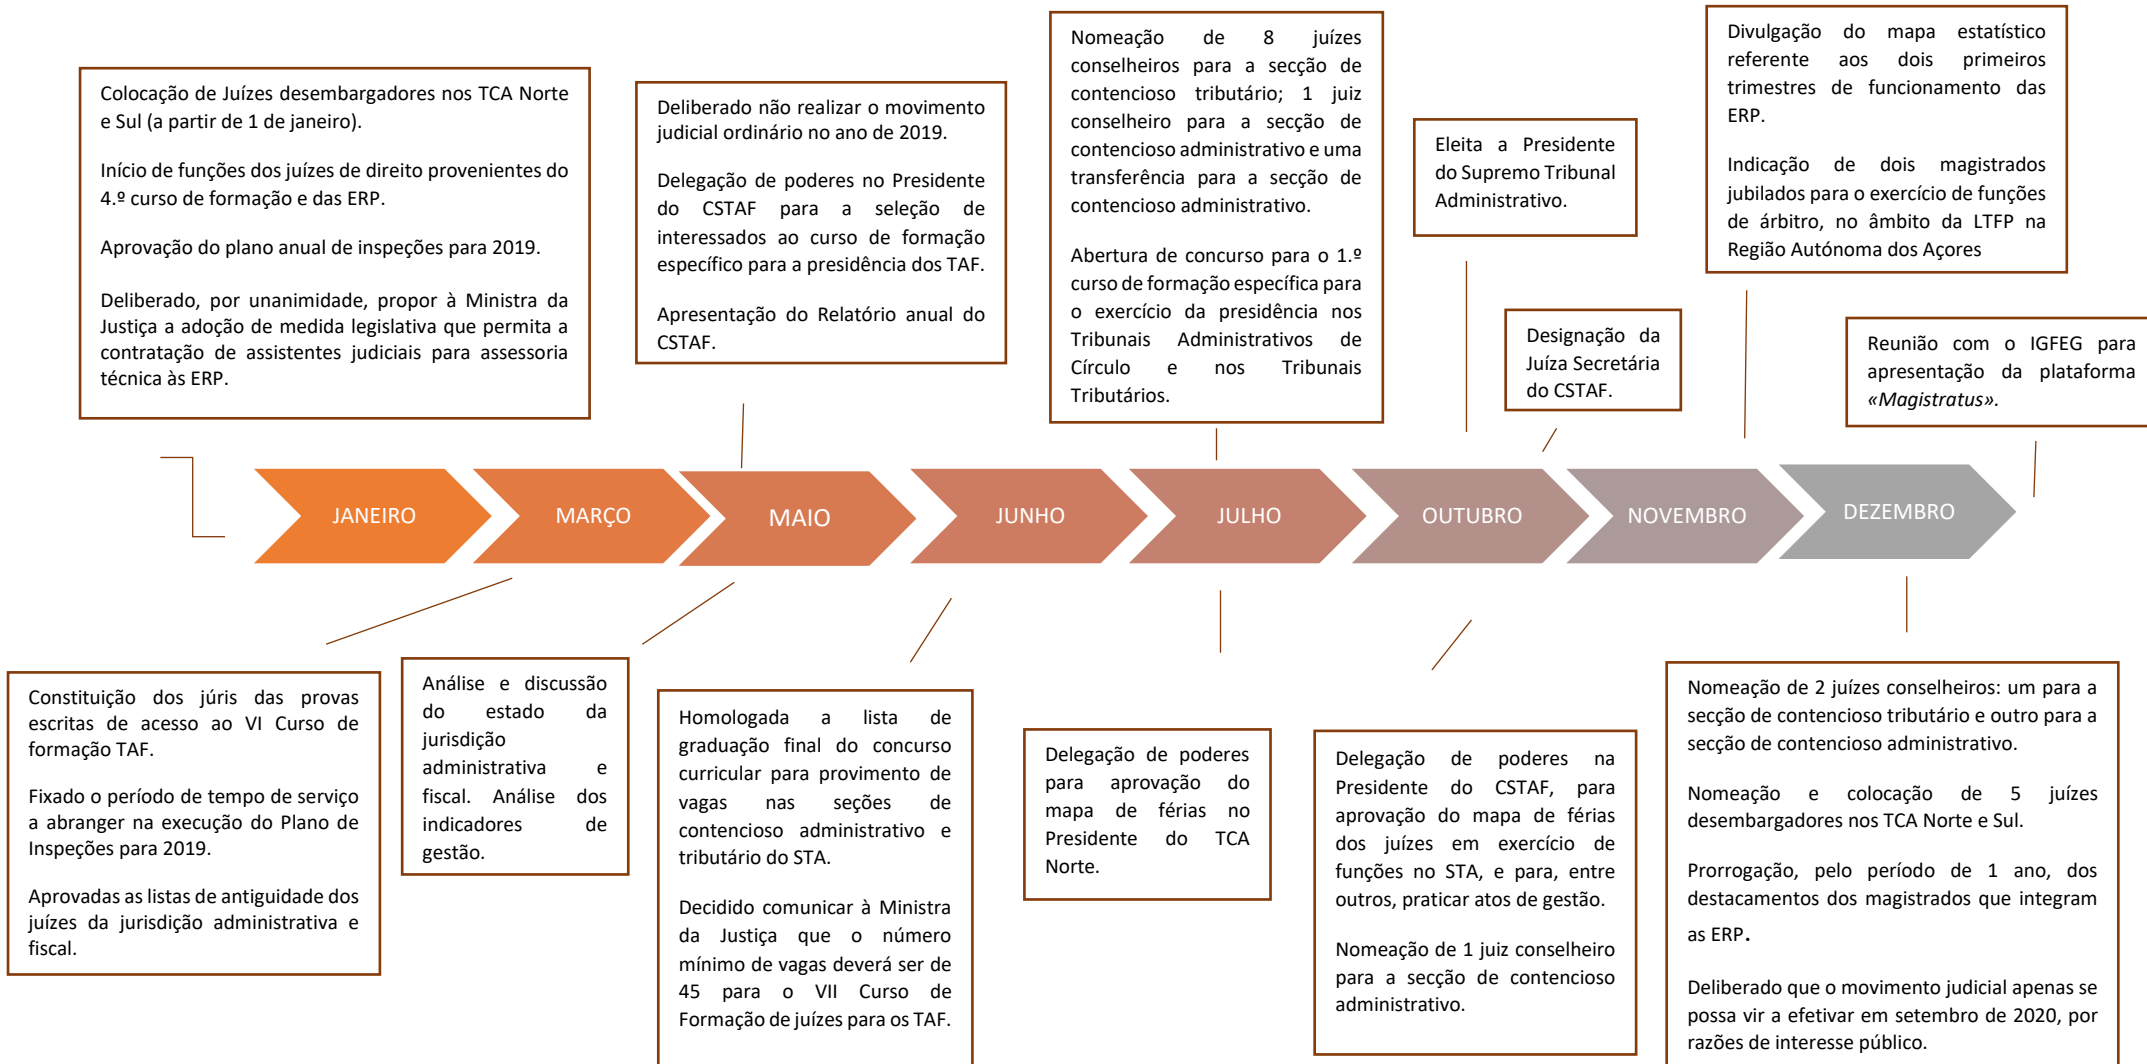 Colocação de Juízes desembargadores nos TCA Norte
e Sul (a partir de 1 de janeiro).
Início de funções dos juízes de direito provenientes do
4.º curso de formação e das ERP.
Aprovação do plano anual de inspeções para 2019.
Deliberado, por unanimidade, propor à Ministra da
Justiça a adoção de medida legislativa que permita a
contratação de assistentes judiciais para assessoria
técnica às ERP.
Deliberado não realizar o movimento
judicial ordinário no ano de 2019.
Delegação de poderes no Presidente
do CSTAF para a seleção de
interessados ao curso de formação
específico para a presidência dos TAF.
Apresentação do Relatório anual do
CSTAF.
Nomeação de 8 juízes
conselheiros para a secção de
contencioso tributário; 1 juiz
conselheiro para a secção de
contencioso administrativo e uma
transferência para a secção de
contencioso administrativo.
Abertura de concurso para o 1.º
curso de formação específica para
o exercício da presidência nos
Tribunais Administrativos de
Círculo e nos Tribunais
Tributários.
Eleita a Presidente
do Supremo Tribunal
Administrativo.
Designação da
Juíza Secretária
do CSTAF.
Divulgação do mapa estatístico
referente aos dois primeiros
trimestres de funcionamento das
ERP.
Indicação de dois magistrados
jubilados para o exercício de funções
de árbitro, no âmbito da LTFP na
Região Autónoma dos Açores
Reunião com o IGFEG para
apresentação da plataforma
«Magistratus».
JANEIRO
MARÇO
MAIO
JUNHO
JULHO
OUTUBRO
NOVEMBRO
DEZEMBRO
Constituição dos júris das provas
escritas de acesso ao VI Curso de
formação TAF.
Fixado o período de tempo de serviço
a abranger na execução do Plano de
Inspeções para 2019.
Aprovadas as listas de antiguidade dos
juízes da jurisdição administrativa e
fiscal.
Análise e discussão
do estado da
jurisdição
administrativa e
fiscal. Análise dos
indicadores de
gestão.
Homologada a lista de
graduação final do concurso
curricular para provimento de
vagas nas seções de
contencioso administrativo e
tributário do STA.
Decidido comunicar à Ministra
da Justiça que o número
mínimo de vagas deverá ser de
45 para o VII Curso de
Formação de juízes para os TAF.
Delegação de poderes
para aprovação do
mapa de férias no
Presidente do TCA
Norte.
Delegação de poderes na
Presidente do CSTAF, para
aprovação do mapa de férias
dos juízes em exercício de
funções no STA, e para, entre
outros, praticar atos de gestão.
Nomeação de 1 juiz conselheiro
para a secção de contencioso
administrativo.
Nomeação de 2 juízes conselheiros: um para a
secção de contencioso tributário e outro para a
secção de contencioso administrativo.
Nomeação e colocação de 5 juízes
desembargadores nos TCA Norte e Sul.
Prorrogação, pelo período de 1 ano, dos
destacamentos dos magistrados que integram
as ERP.
Deliberado que o movimento judicial apenas se
possa vir a efetivar em setembro de 2020, por
razões de interesse público.